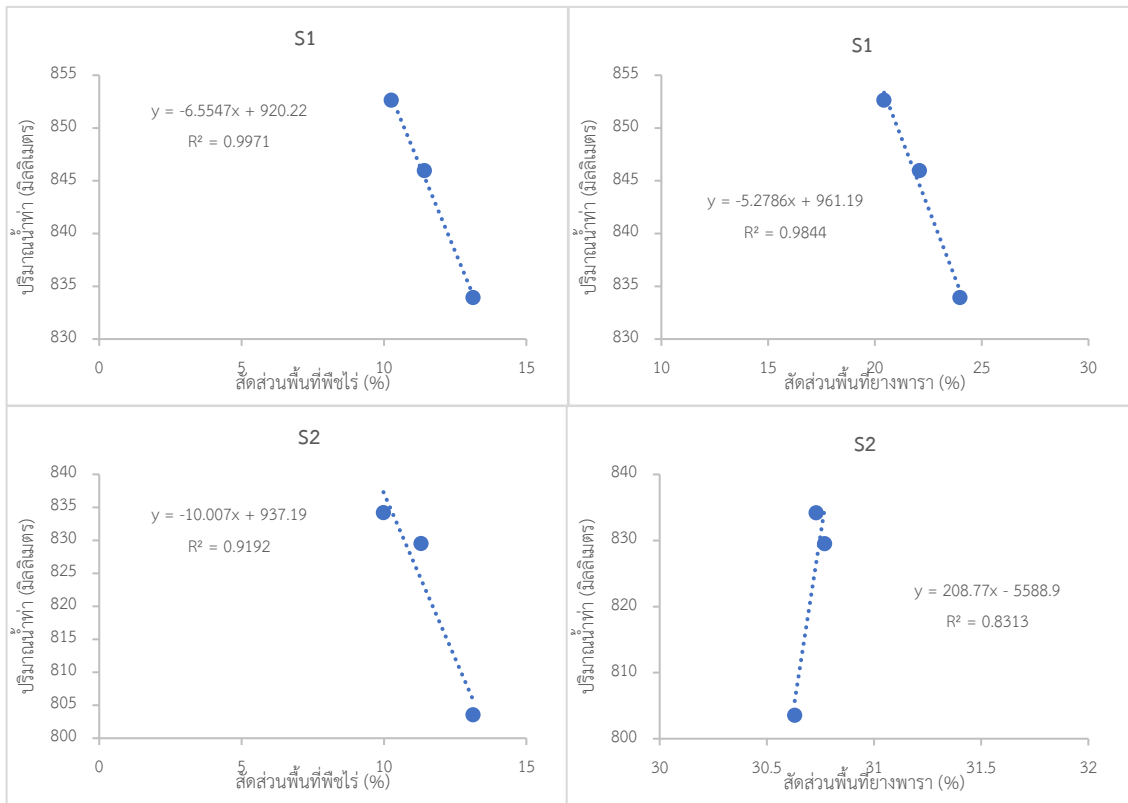 S1
ปริมาณน้ำท่า (มิลลิเมตร)
855
850
845
840
835
830
y = -6.5547x + 920.22
R² = 0.9971
0
5
10
15
สัดส่วนพื้นที่พืชไร่ (%)
S1
ปริมาณน้ำท่า (มิลลิเมตร)
855
850
845
840
835
830
y = -5.2786x + 961.19
R² = 0.9844
10
15
20
25
30
สัดส่วนพื้นที่ยางพารา (%)
S2
ปริมาณน้ำท่า (มิลลิเมตร)
840
835
830
825
820
815
810
805
800
y = -10.007x + 937.19
R² = 0.9192
0
5
10
15
สัดส่วนพื้นที่พืชไร่ (%)
S2
ปริมาณน้ำท่า (มิลลิเมตร)
840
830
820
810
800
y = 208.77x - 5588.9
R² = 0.8313
30
30.5
31
31.5
32
สัดส่วนพื้นที่ยางพารา (%)